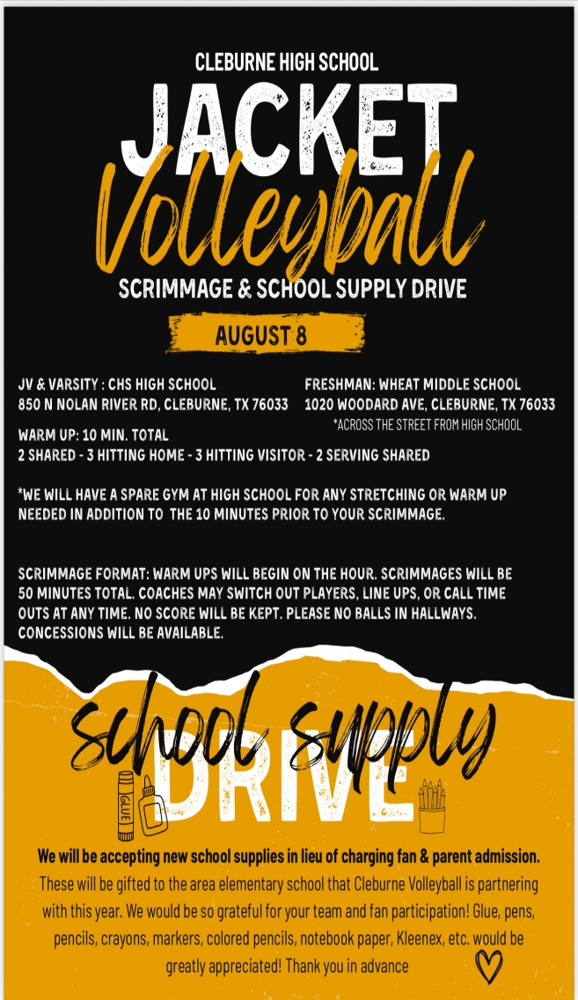 CLEBURNE HIGH SCHOOL
JACKET
Volleyball
SCRIMMAGE & SCHOOL SUPPLY DRIVE
AUGUST 8
JV & VARSITY : CHS HIGH SCHOOL
850 N NOLAN RIVER RD, CLEBURNE, TX 76033
FRESHMAN: WHEAT MIDDLE SCHOOL
1020 WOODARD AVE, CLEBURNE, TX 76033
*ACROSS THE STREET FROM HIGH SCHOOL
WARM UP: 10 MIN. TOTAL
2 SHARED - 3 HITTING HOME - 3 HITTING VISITOR - 2 SERVING SHARED
*WE WILL HAVE A SPARE GYM AT HIGH SCHOOL FOR ANY STRETCHING OR WARM UP
NEEDED IN ADDITION TO THE 10 MINUTES PRIOR TO YOUR SCRIMMAGE.
SCRIMMAGE FORMAT: WARM UPS WILL BEGIN ON THE HOUR. SCRIMMAGES WILL BE
50 MINUTES TOTAL. COACHES MAY SWITCH OUT PLAYERS, LINE UPS, OR CALL TIME
OUTS AT ANY TIME. NO SCORE WILL BE KEPT. PLEASE NO BALLS IN HALLWAYS.
CONCESSIONS WILL BE AVAILABLE.
school supply
DRIVE
GLUE
We will be accepting new school supplies in lieu of charging fan & parent admission.
These will be gifted to the area elementary school that Cleburne Volleyball is partnering
with this year. We would be so grateful for your team and fan participation! Glue, pens,
pencils, crayons, markers, colored pencils, notebook paper, Kleenex, etc. would be
greatly appreciated! Thank you in advance